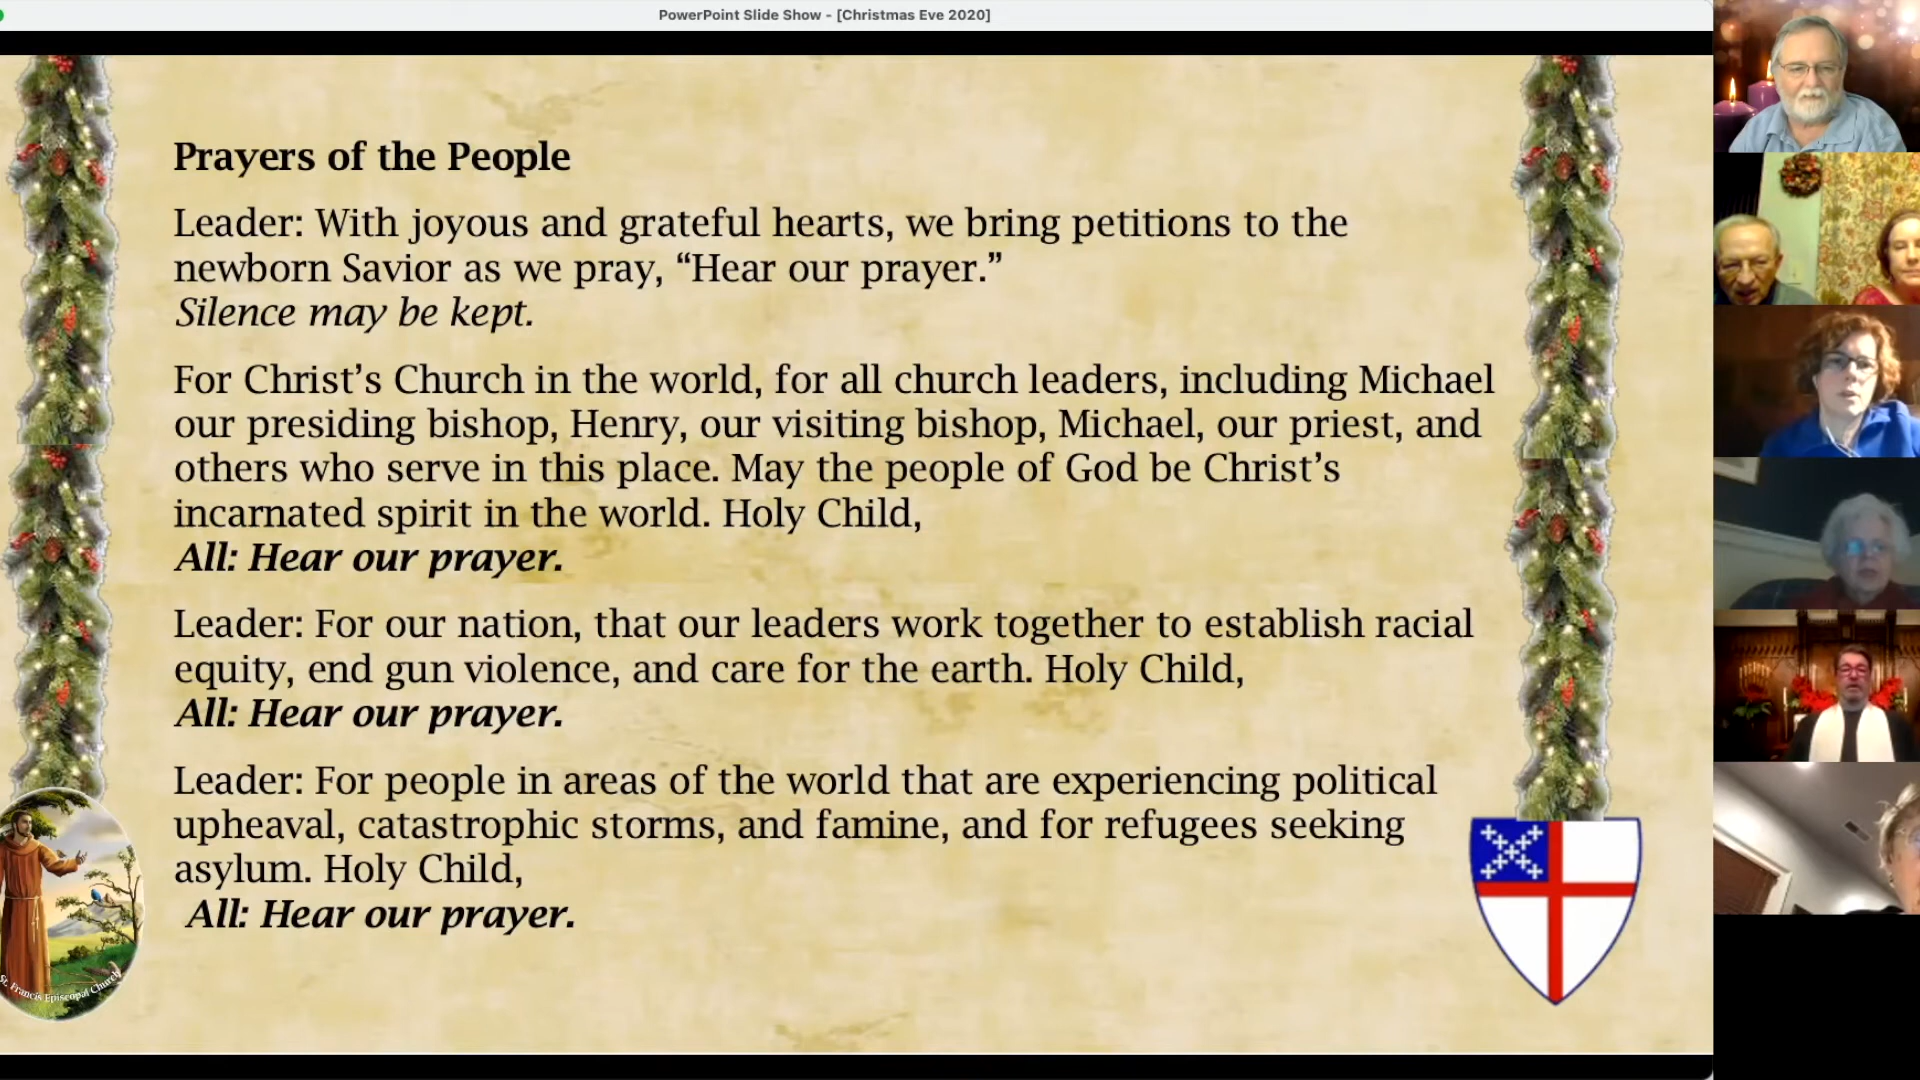 PowerPoint Slide Show - [Christmas Eve 2020]
Prayers of the People
Leader: With joyous and grateful hearts, we bring petitions to the
newborn Savior as we pray, “Hear our prayer.”
Silence may be kept.
For Christ’s Church in the world, for all church leaders, including Michael
our presiding bishop, Henry, our visiting bishop, Michael, our priest, and
others who serve in this place. May the people of God be Christ’s
incarnated spirit in the world. Holy Child,
All: Hear our prayer.
Leader: For our nation, that our leaders work together to establish racial
equity, end gun violence, and care for the earth. Holy Child,
All: Hear our prayer.
Leader: For people in areas of the world that are experiencing political
upheaval, catastrophic storms, and famine, and for refugees seeking
asylum. Holy Child,
All: Hear our prayer.
St. Francis Episcopal Church